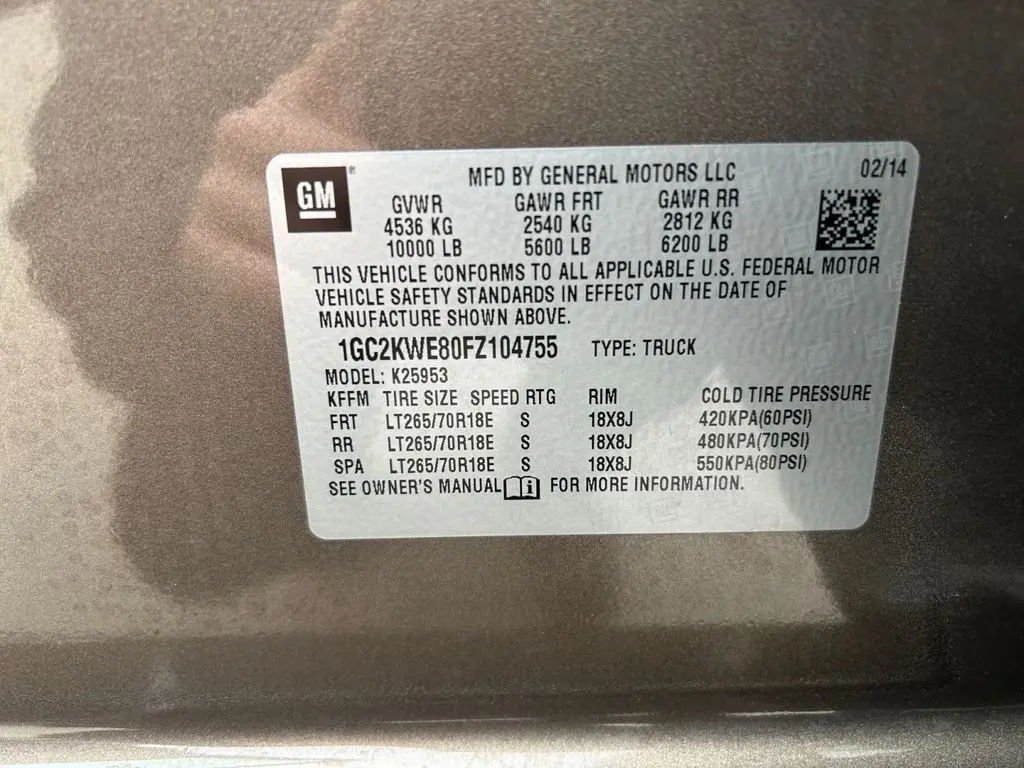 GM ®
MFD BY GENERAL MOTORS LLC 02/14
GVWR GAWR FRT GAWR RR
4536 KG 2540 KG 2812 KG
10000 LB 5600 LB 6200 LB
THIS VEHICLE CONFORMS TO ALL APPLICABLE U.S. FEDERAL MOTOR
VEHICLE SAFETY STANDARDS IN EFFECT ON THE DATE OF
MANUFACTURE SHOWN ABOVE.
1GC2KWE80FZ104755 TYPE: TRUCK
MODEL: K25953
KFFM TIRE SIZE SPEED RTG RIM COLD TIRE PRESSURE
FRT LT265/70R18E S 18X8J 420KPA(60PSI)
RR LT265/70R18E S 18X8J 480KPA(70PSI)
SPA LT265/70R18E S 18X8J 550KPA(80PSI)
SEE OWNER'S MANUAL i FOR MORE INFORMATION.